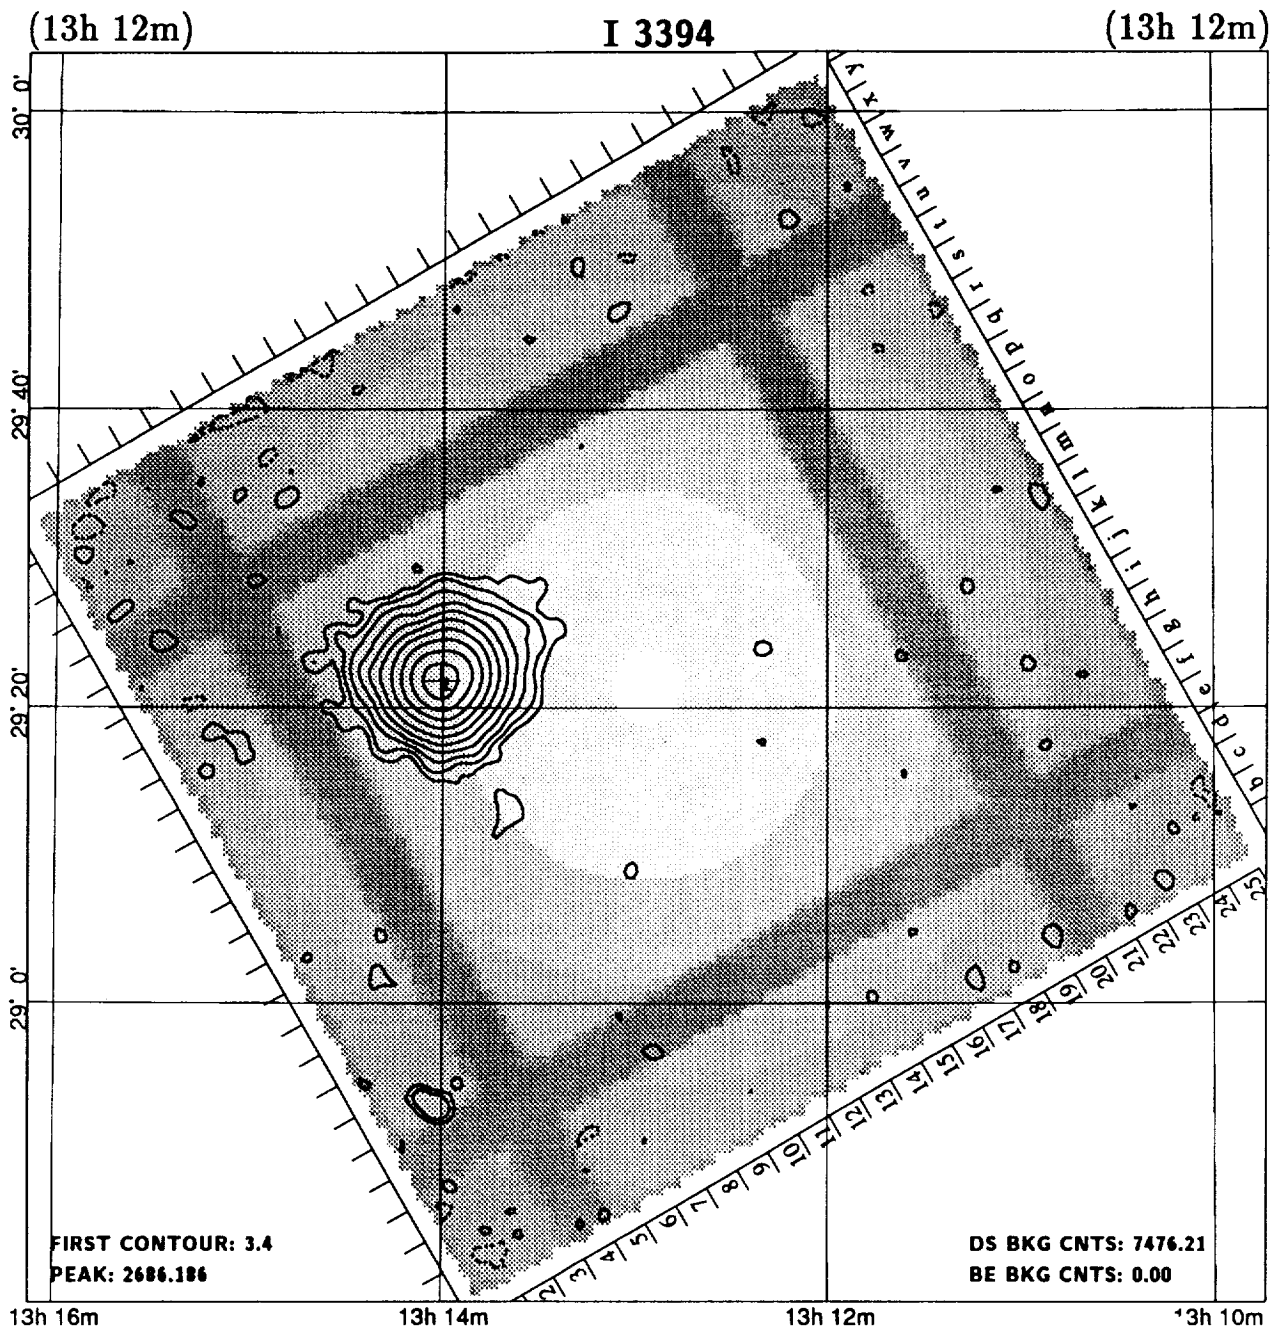 (13h 12m) I 3394 (13h 12m)
30° 0'
29° 40'
29° 20'
29° 0'
y x w v u t s r q p o n m l k j i h g f e d c b
25 24 23 22 21 20 19 18 17 16 15 14 13 12 11 10 9 8 7 6 5 4 3 2
FIRST CONTOUR: 3.4
PEAK: 2686.186
DS BKG CNTS: 7476.21
BE BKG CNTS: 0.00
13h 16m 13h 14m 13h 12m 13h 10m